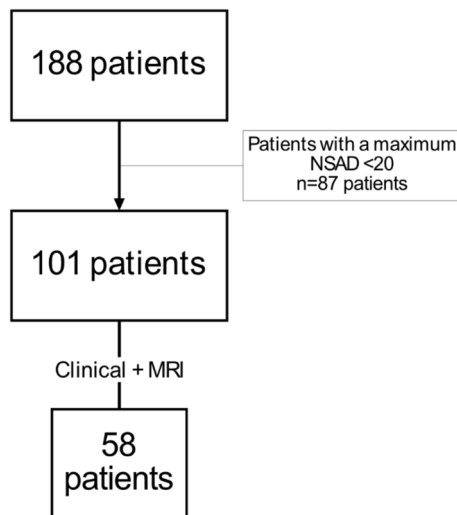 188 patients
Patients with a maximum
NSAD <20
n=87 patients
101 patients
Clinical + MRI
58
patients